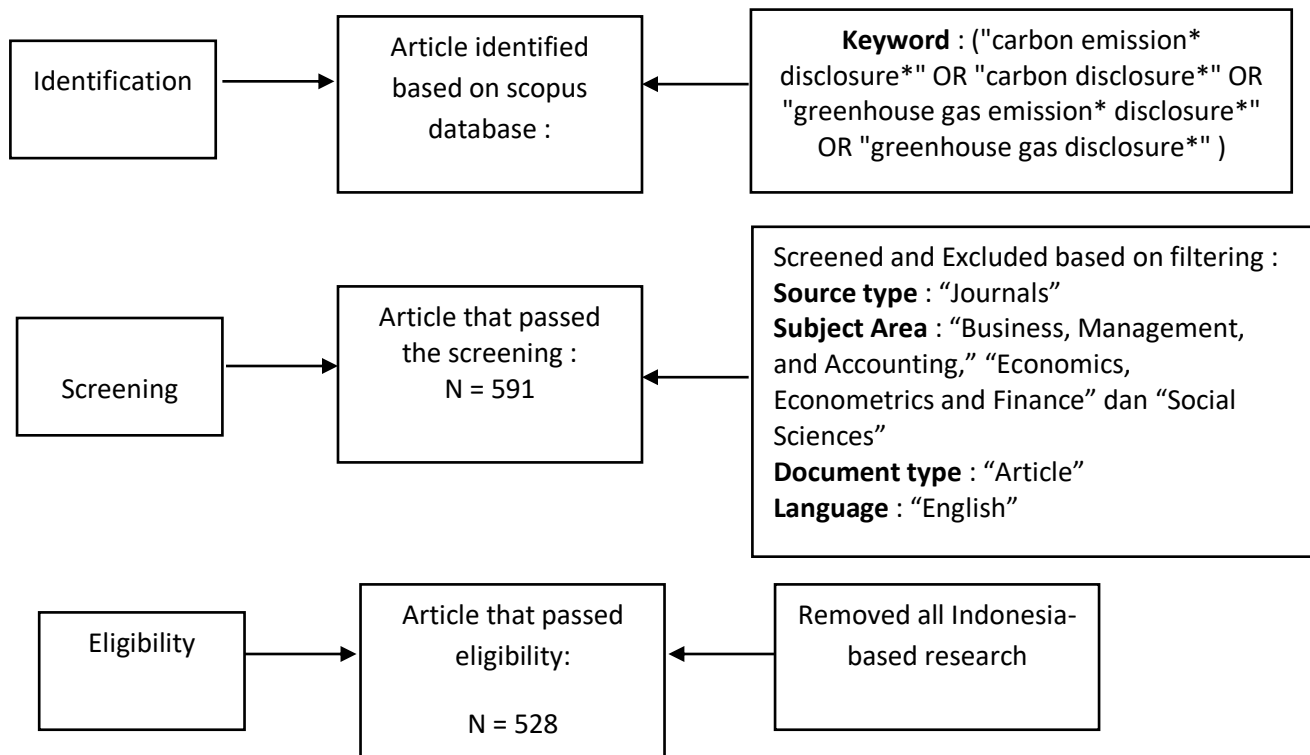 Identification
Article identified
based on scopus
database :
Keyword : ("carbon emission*
disclosure*" OR "carbon disclosure*" OR
"greenhouse gas emission* disclosure*"
OR "greenhouse gas disclosure*" )
Screening
Article that passed
the screening :
N = 591
Screened and Excluded based on filtering :
Source type : “Journals”
Subject Area : “Business, Management,
and Accounting,” “Economics,
Econometrics and Finance” dan “Social
Sciences”
Document type : “Article”
Language : “English”
Eligibility
Article that passed
eligibility:
N = 528
Removed all Indonesia-
based research